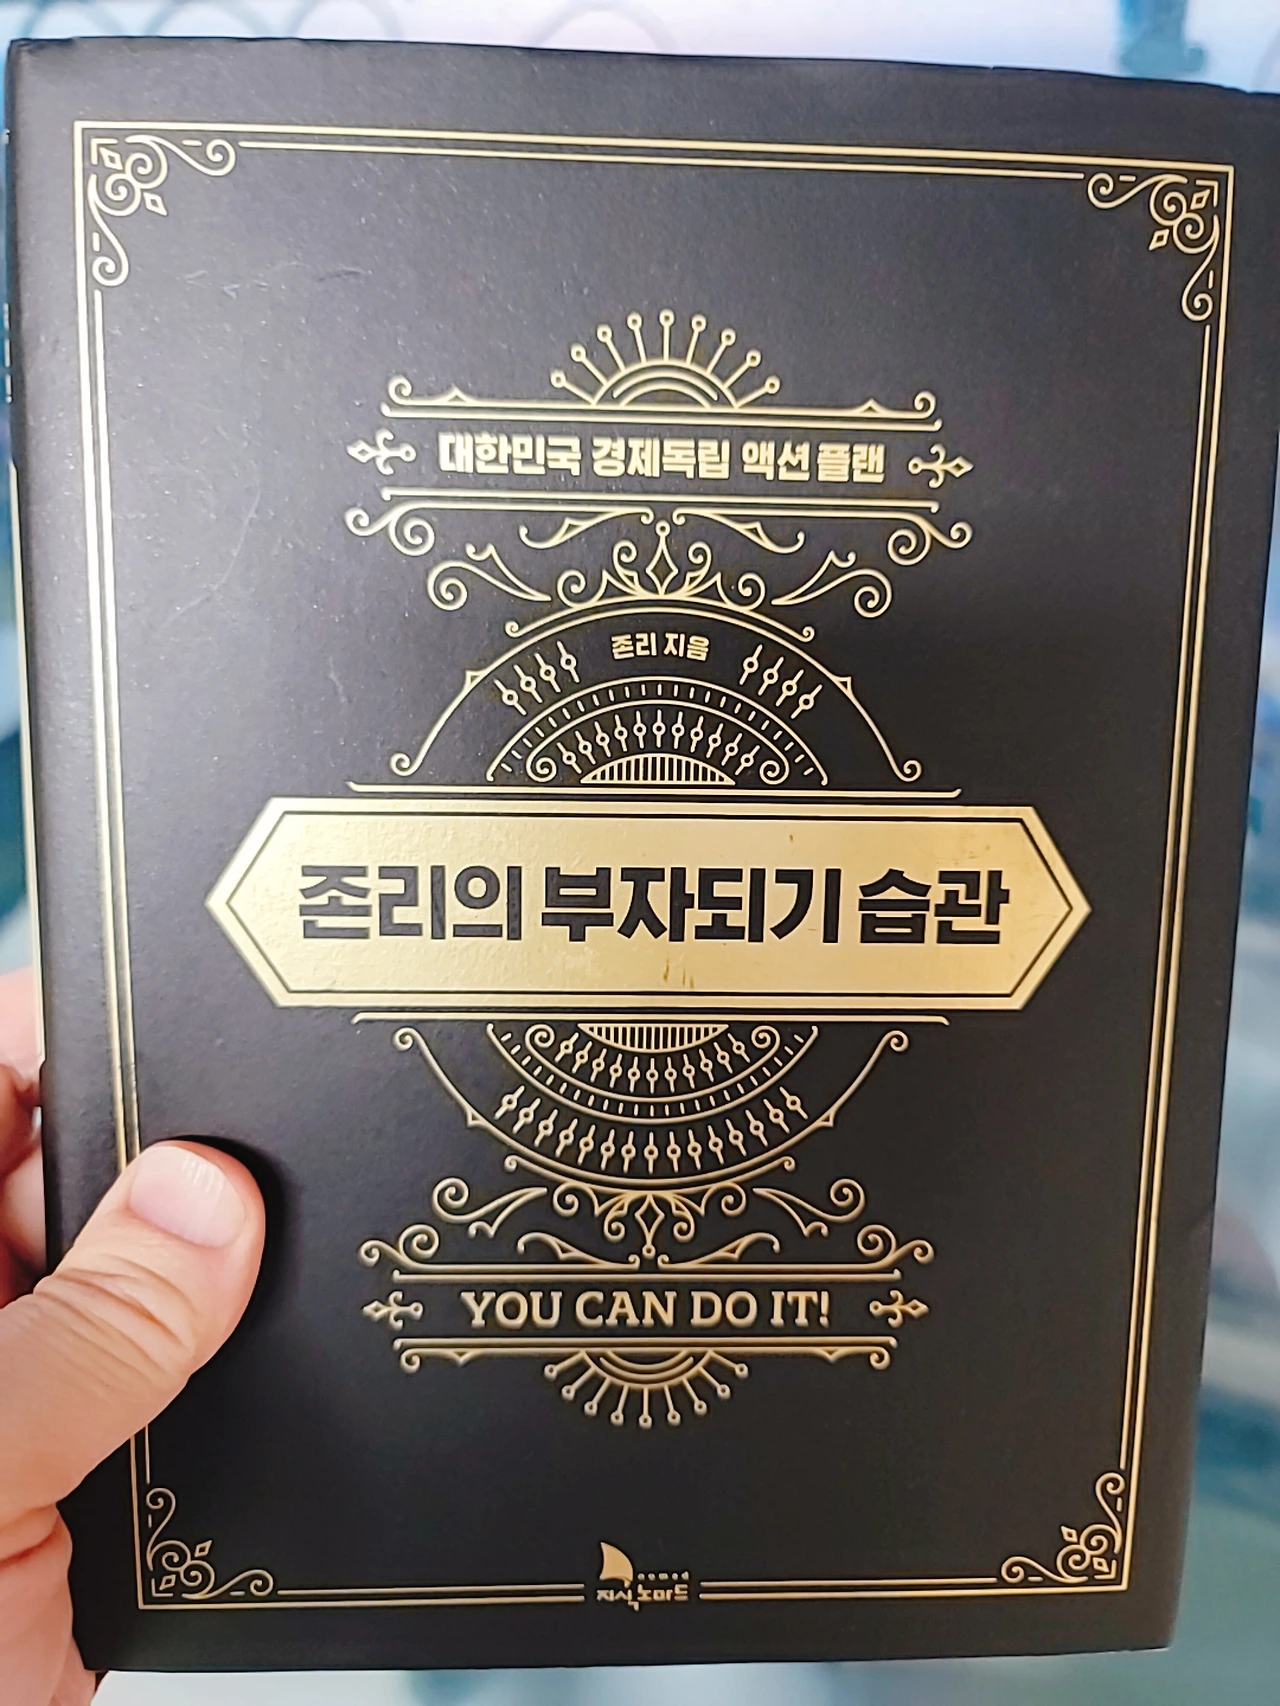 대한민국 경제독립 액션 플랜
존리 지음
존리의 부자되기 습관
YOU CAN DO IT!
nomad
지식노마드